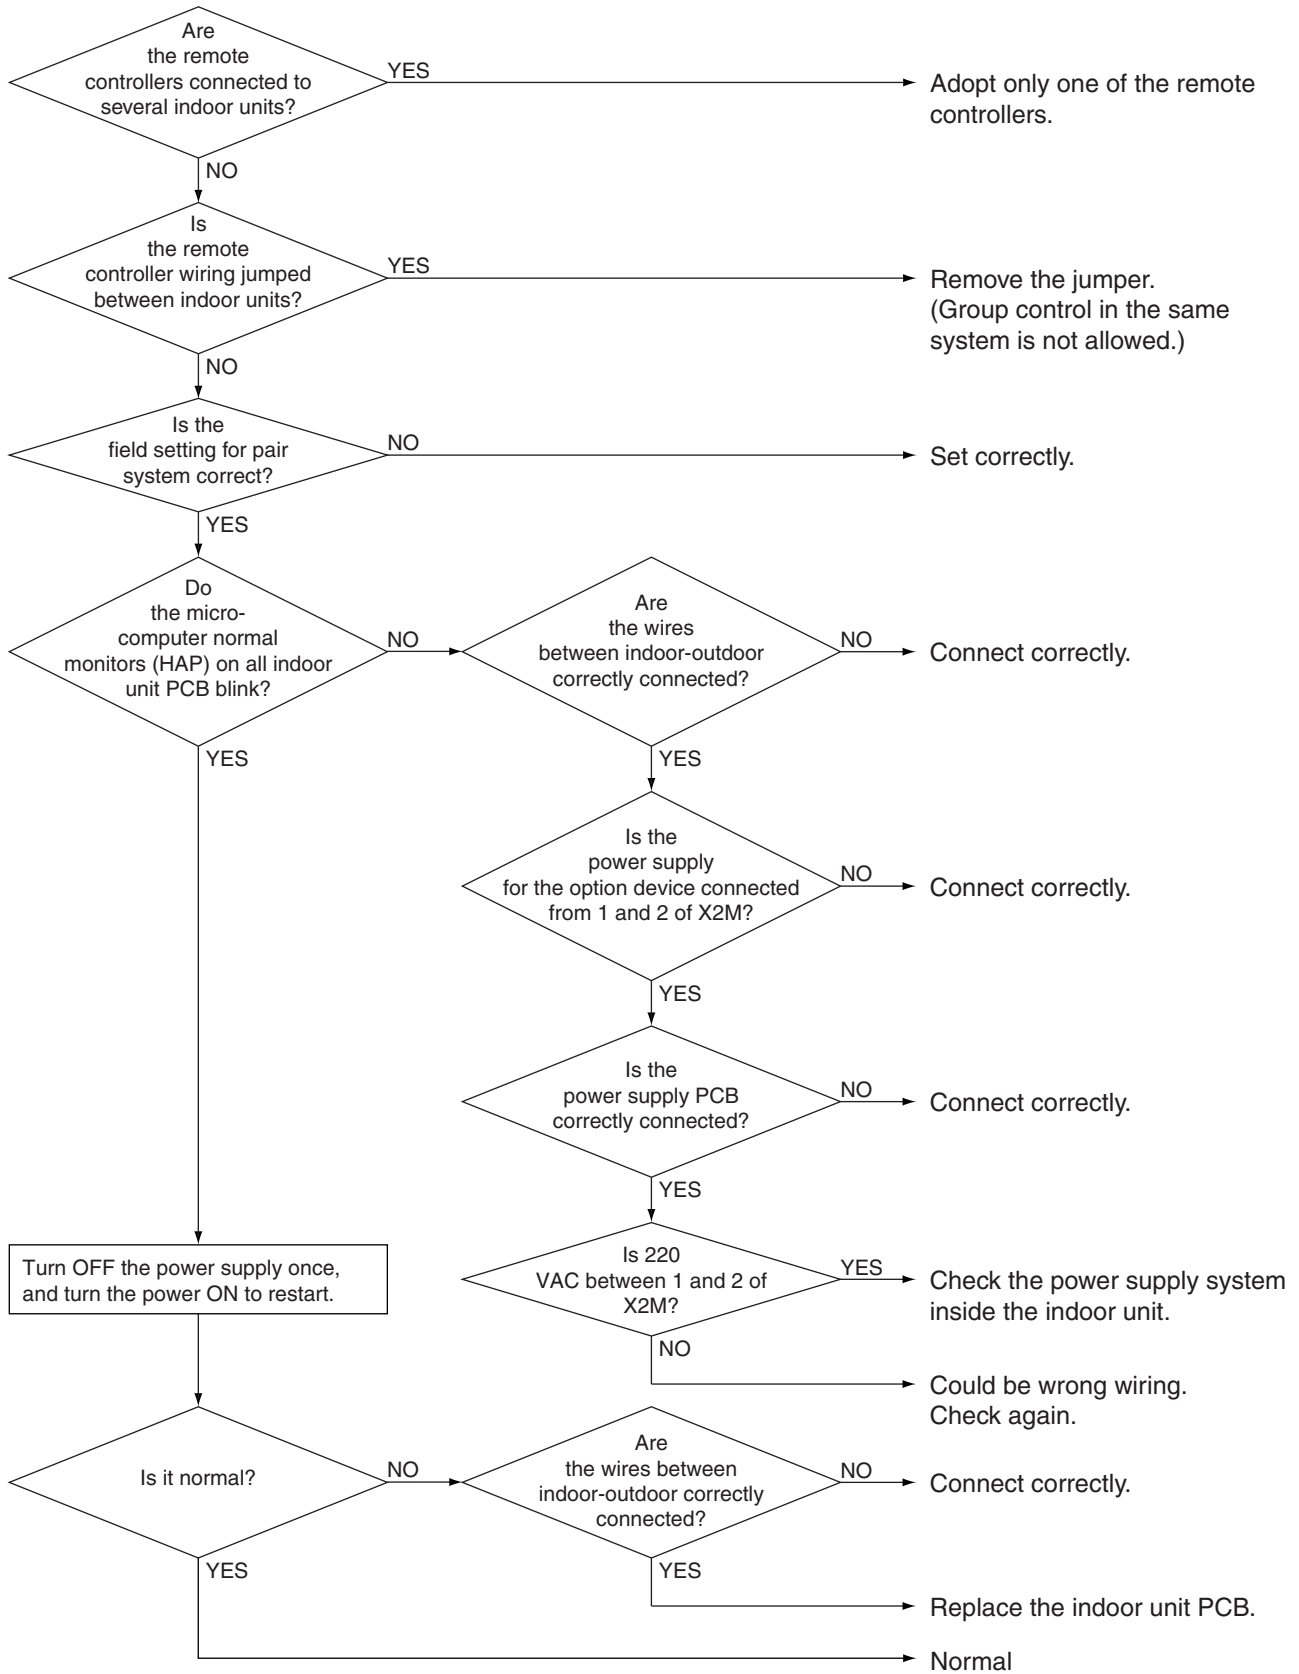 Are
the remote
controllers connected to
several indoor units?
YES
Adopt only one of the remote
controllers.
NO
Is
the remote
controller wiring jumped
between indoor units?
YES
Remove the jumper.
(Group control in the same
system is not allowed.)
NO
Is the
field setting for pair
system correct?
NO
Set correctly.
YES
Do
the micro-
computer normal
monitors (HAP) on all indoor
unit PCB blink?
NO
Are
the wires
between indoor-outdoor
correctly connected?
NO
Connect correctly.
YES
YES
Is the
power supply
for the option device connected
from 1 and 2 of X2M?
NO
Connect correctly.
YES
Is the
power supply PCB
correctly connected?
NO
Connect correctly.
YES
Turn OFF the power supply once,
and turn the power ON to restart.
Is 220
VAC between 1 and 2 of
X2M?
YES
Check the power supply system
inside the indoor unit.
NO
Could be wrong wiring.
Check again.
Is it normal?
NO
Are
the wires between
indoor-outdoor correctly
connected?
NO
Connect correctly.
YES
YES
Replace the indoor unit PCB.
Normal